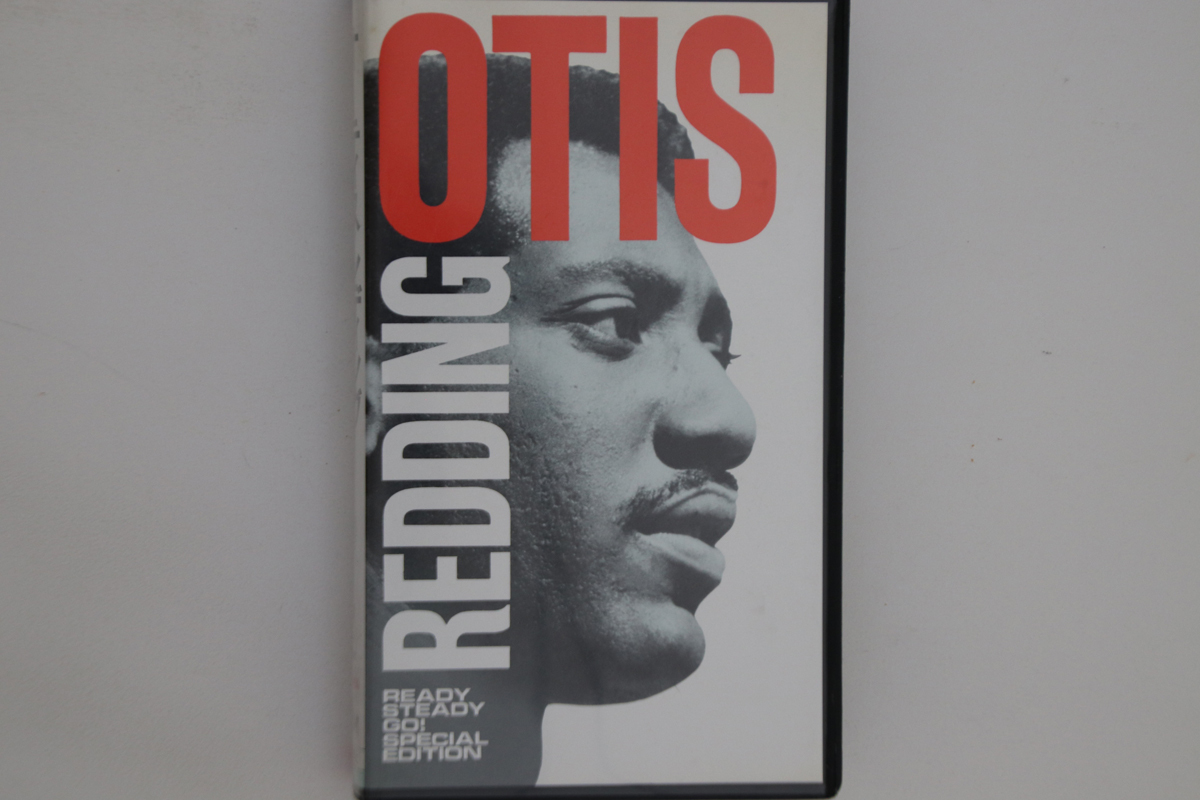 OTIS
REDDING
READY
STEADY
GO!
SPECIAL
EDITION